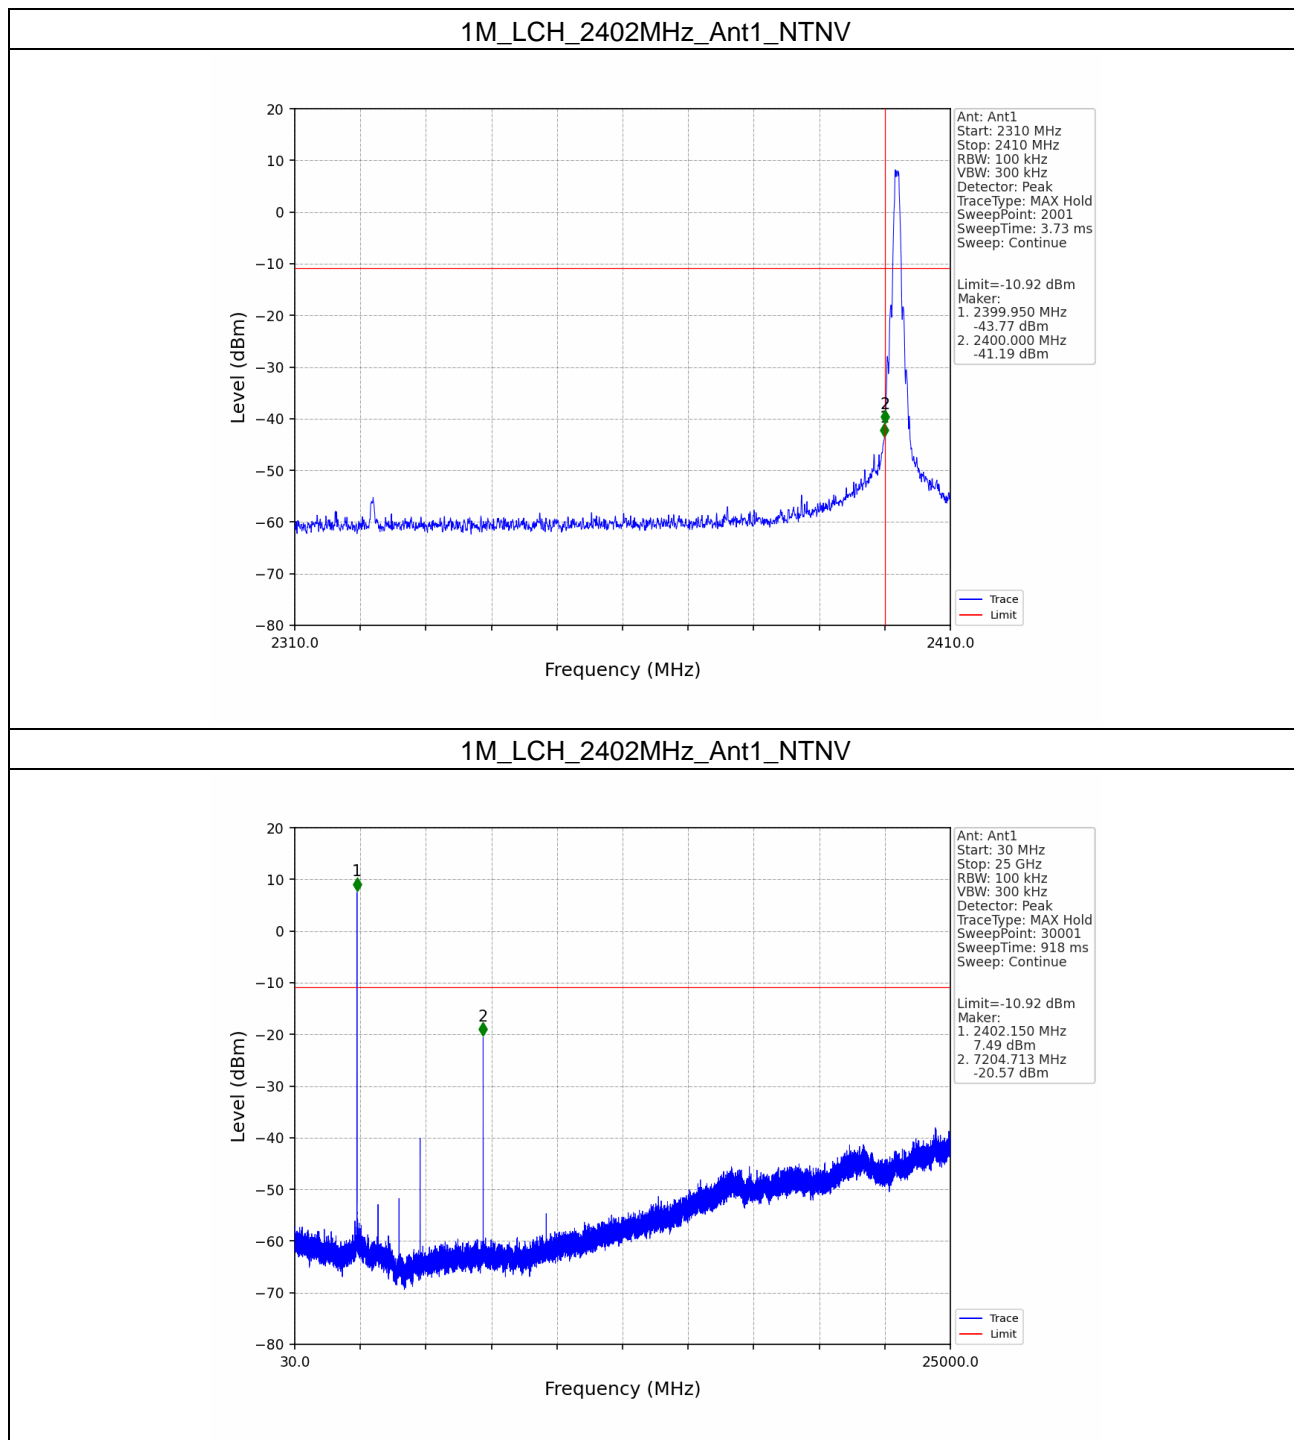 1M_LCH_2402MHz_Ant1_NTNV
20
10
0
−10
−20
−30
−40
−50
−60
−70
−80
Level (dBm)
2
2310.0
2410.0
Frequency (MHz)
Ant: Ant1
Start: 2310 MHz
Stop: 2410 MHz
RBW: 100 kHz
VBW: 300 kHz
Detector: Peak
TraceType: MAX Hold
SweepPoint: 2001
SweepTime: 3.73 ms
Sweep: Continue
Limit=-10.92 dBm
Maker:
1. 2399.950 MHz
-43.77 dBm
2. 2400.000 MHz
-41.19 dBm
Trace
Limit
1M_LCH_2402MHz_Ant1_NTNV
20
10
0
−10
−20
−30
−40
−50
−60
−70
−80
Level (dBm)
1
2
30.0
25000.0
Frequency (MHz)
Ant: Ant1
Start: 30 MHz
Stop: 25 GHz
RBW: 100 kHz
VBW: 300 kHz
Detector: Peak
TraceType: MAX Hold
SweepPoint: 30001
SweepTime: 918 ms
Sweep: Continue
Limit=-10.92 dBm
Maker:
1. 2402.150 MHz
7.49 dBm
2. 7204.713 MHz
-20.57 dBm
Trace
Limit